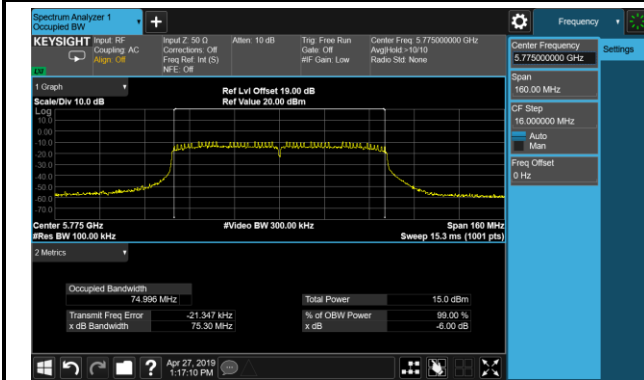 Spectrum Analyzer 1
Occupied BW
Frequency
KEYSIGHT
Input: RF
Coupling: AC
Align: Off
Input Z: 50 Ω
Corrections: Off
Freq Ref: Int (S)
NFE: Off
Atten: 10 dB
Trig: Free Run
Gate: Off
#IF Gain: Low
Center Freq: 5.775000000 GHz
Avg|Hold:>10/10
Radio Std: None
Center Frequency
5.775000000 GHz
Settings
Span
160.00 MHz
CF Step
16.000000 MHz
Auto
Man
Freq Offset
0 Hz
1 Graph
Scale/Div 10.0 dB
Ref Lvl Offset 19.00 dB
Ref Value 20.00 dBm
Log
10.0
0.00
-10.0
-20.0
-30.0
-40.0
-50.0
-60.0
-70.0
Center 5.775 GHz
#Res BW 100.00 kHz
#Video BW 300.00 kHz
Span 160 MHz
Sweep 15.3 ms (1001 pts)
2 Metrics
Occupied Bandwidth
74.996 MHz
Total Power 15.0 dBm
Transmit Freq Error -21.347 kHz
% of OBW Power 99.00 %
x dB Bandwidth 75.30 MHz
x dB -6.00 dB
?
Apr 27, 2019
1:17:10 PM